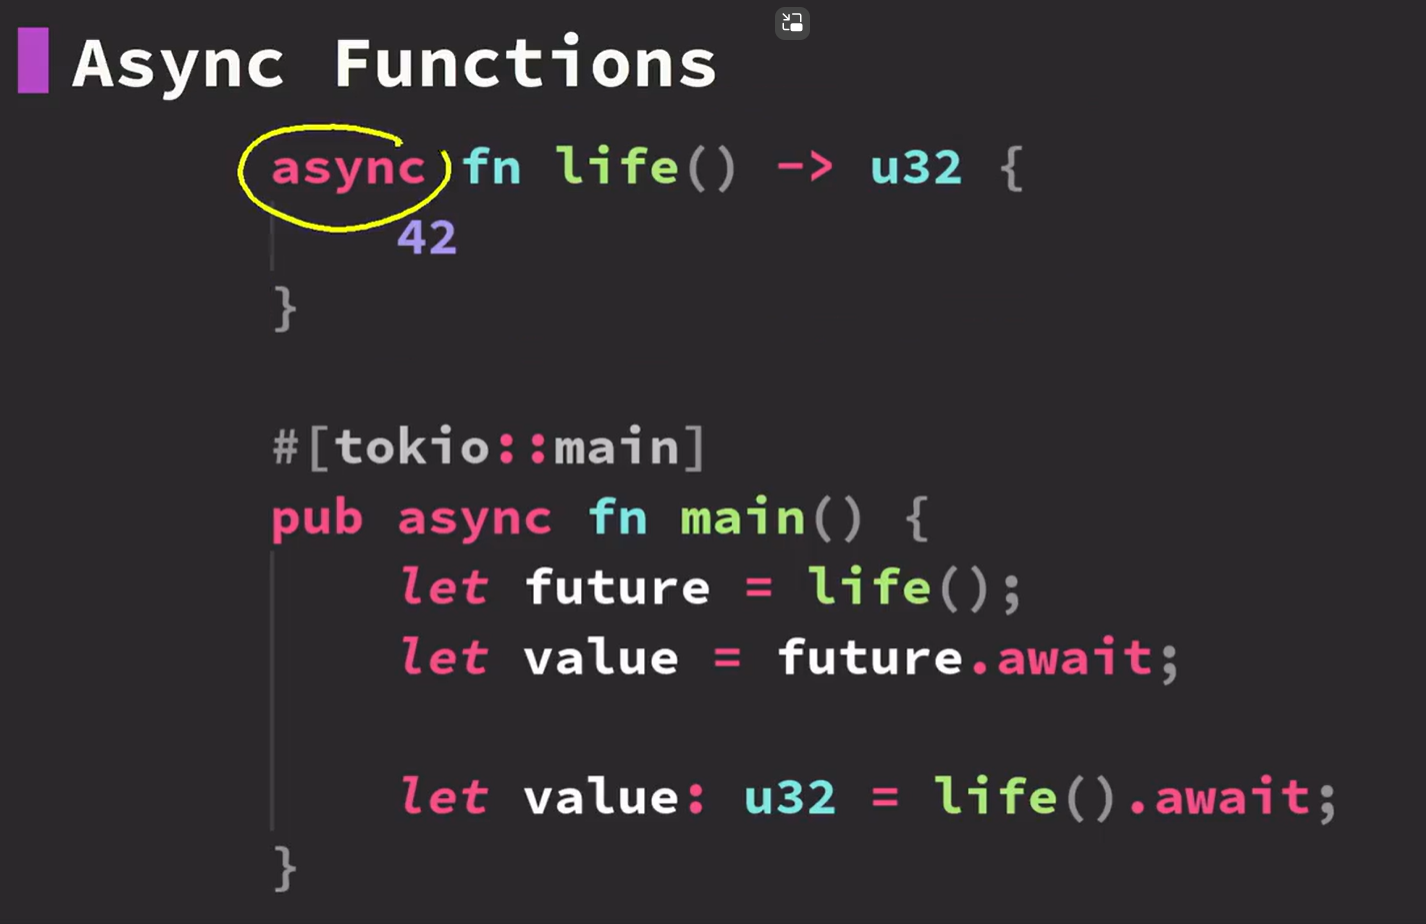 Async Functions
async fn life() -> u32 {
42
}
#[tokio::main]
pub async fn main() {
let future = life();
let value = future.await;
let value: u32 = life().await;
}